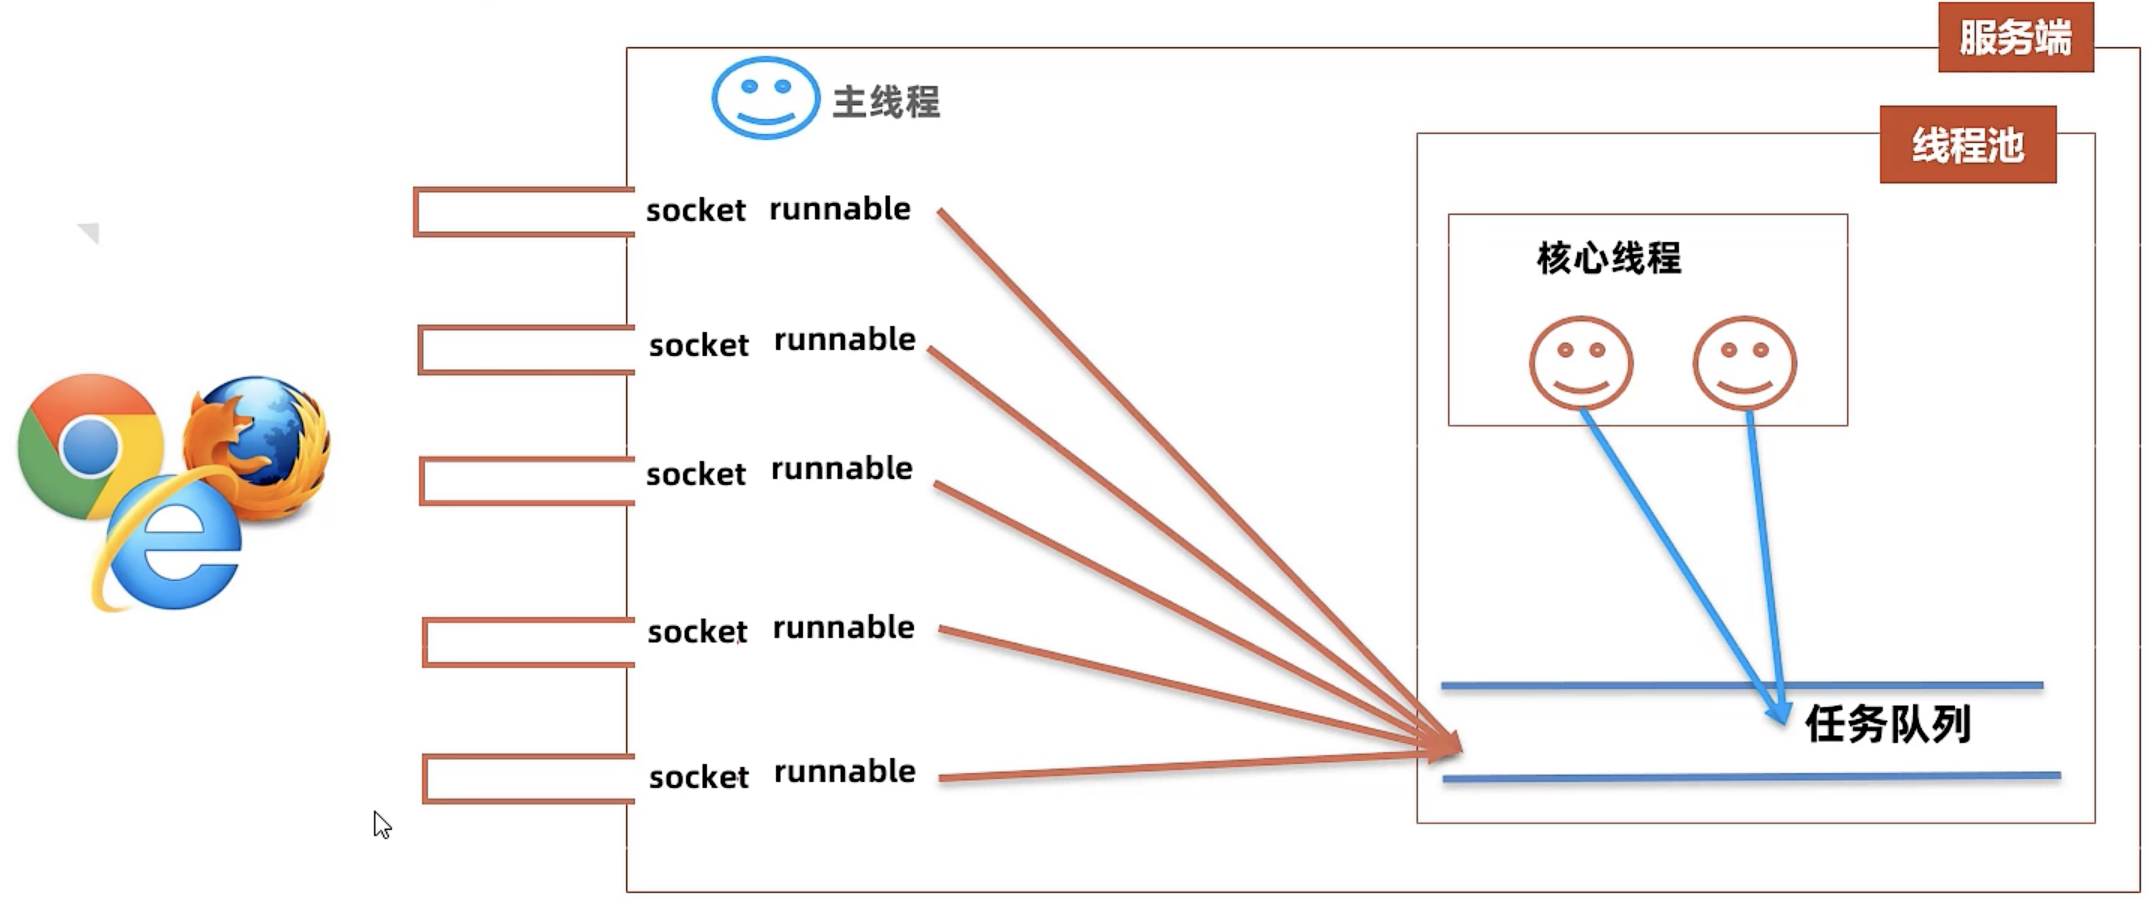 服务端
主线程
线程池
socket runnable
核心线程
socket runnable
socket runnable
socket runnable
任务队列
socket runnable